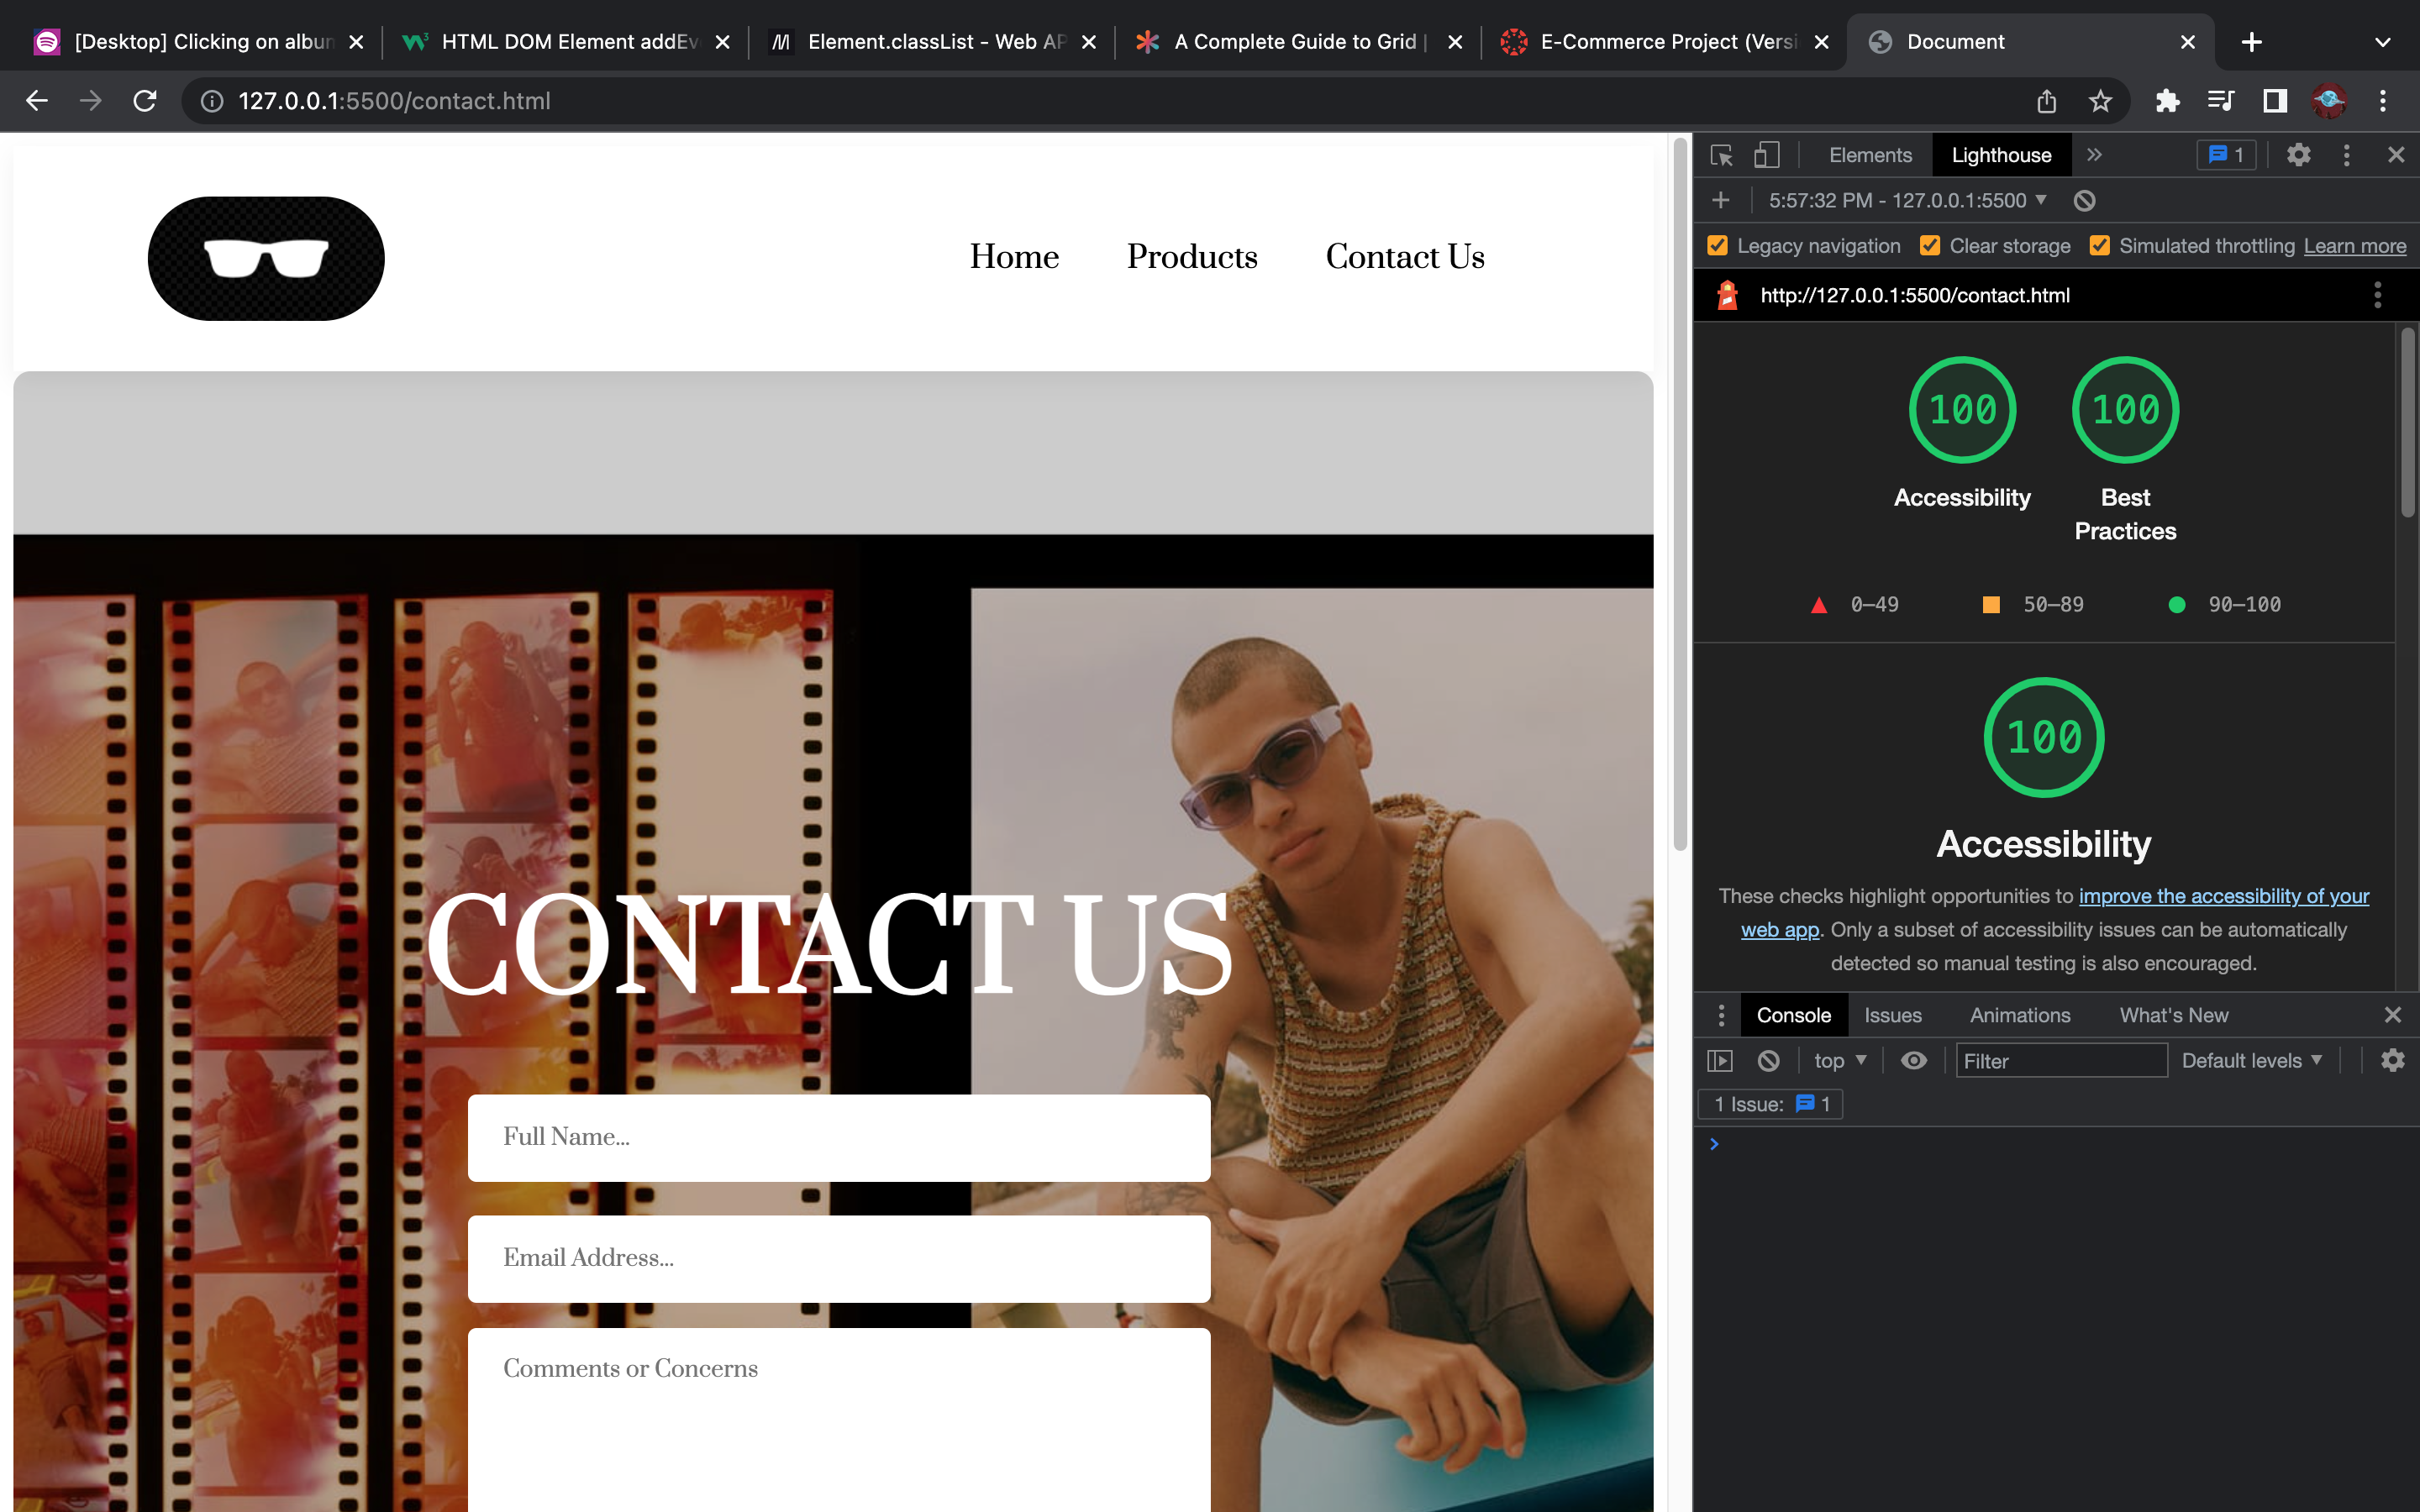 [Desktop] Clicking on album
HTML DOM Element addEv
Element.classList - Web AP
A Complete Guide to Grid |
E-Commerce Project (Versi
Document
127.0.0.1:5500/contact.html
Home
Products
Contact Us
CONTACT US
Full Name...
Email Address...
Comments or Concerns
Elements
Lighthouse
1
5:57:32 PM - 127.0.0.1:5500
Legacy navigation
Clear storage
Simulated throttling
Learn more
http://127.0.0.1:5500/contact.html
100
100
Accessibility
Best
Practices
0–49
50–89
90–100
100
Accessibility
These checks highlight opportunities to improve the accessibility of your
web app. Only a subset of accessibility issues can be automatically
detected so manual testing is also encouraged.
Console
Issues
Animations
What's New
top
Filter
Default levels
1 Issue:
1